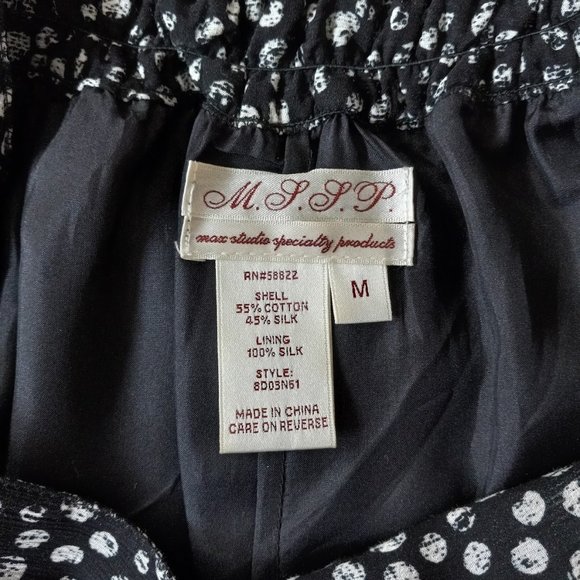 M.S.S.P.
max studio specialty products
RN#58822
M
SHELL
55% COTTON
45% SILK
LINING
100% SILK
STYLE:
8D03N51
MADE IN CHINA
CARE ON REVERSE